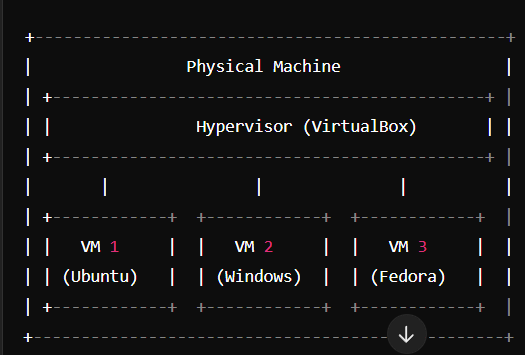 Physical Machine
Hypervisor (VirtualBox)
VM 1 VM 2 VM 3
(Ubuntu) (Windows) (Fedora)